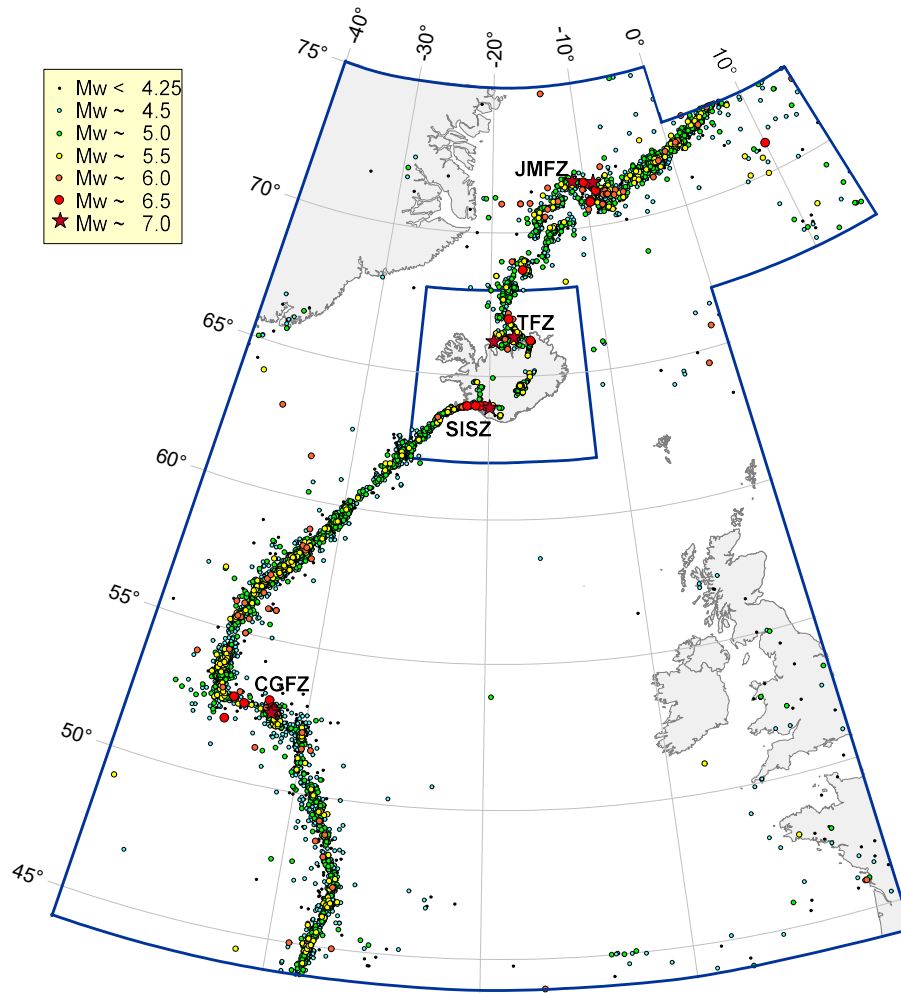 -40°
-30°
-20°
-10°
0°
10°
75°
Mw < 4.25
Mw ~ 4.5
Mw ~ 5.0
Mw ~ 5.5
Mw ~ 6.0
Mw ~ 6.5
Mw ~ 7.0
JMFZ
70°
65°
TFZ
SISZ
60°
55°
CGFZ
50°
45°